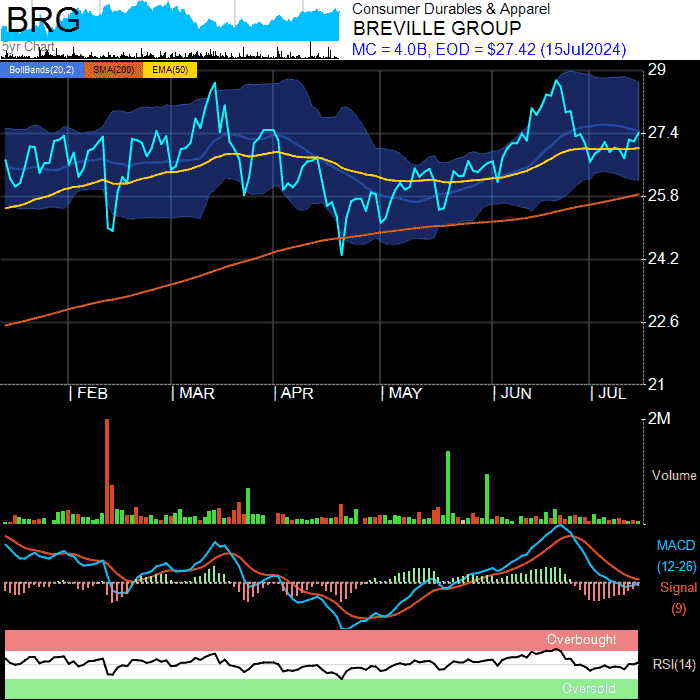 BRG
5yr Chart
Consumer Durables & Apparel
BREVILLE GROUP
MC = 4.0B, EOD = $27.42 (15Jul2024)
BollBands(20,2) SMA(200) EMA(50)
29
27.4
25.8
24.2
22.6
21
FEB MAR APR MAY JUN JUL
2M
Volume
MACD
(12-26)
Signal
(9)
Overbought
RSI(14)
Oversold